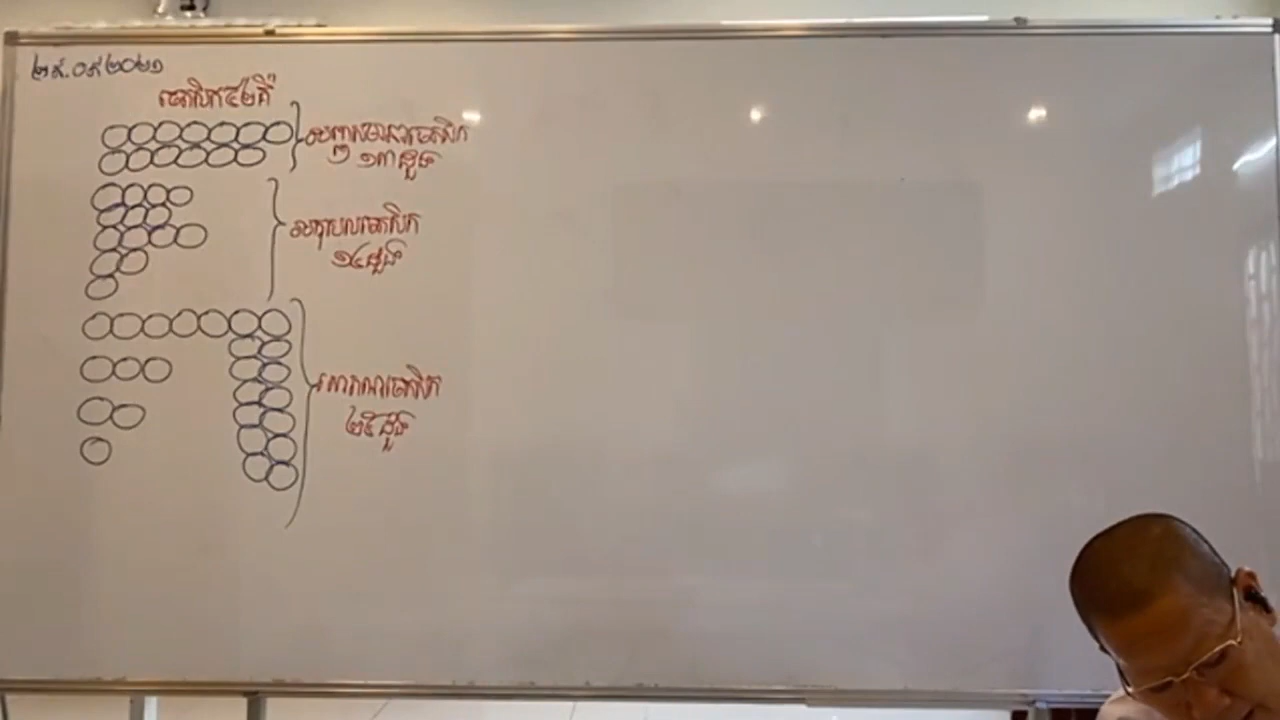 ២៩.០៩២០២១
ចេតសិក៥២គឺ
អញ្ញសមានាចេតសិក
១៣ដួង
អកុសលចេតសិក
១៤ដួង
សោភណចេតសិក
២៥ដួង